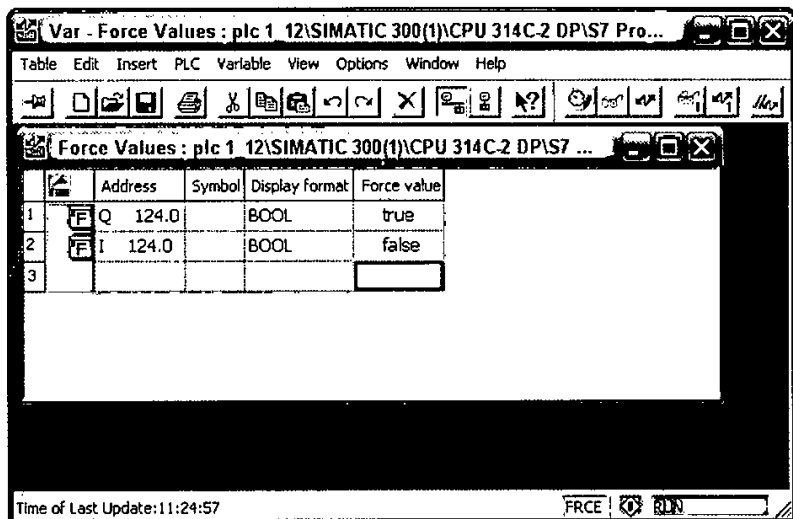 Var - Force Values : plc 1_12\SIMATIC 300(1)\CPU 314C-2 DP\S7 Pro...
Table Edit Insert PLC Variable View Options Window Help
Force Values : plc 1_12\SIMATIC 300(1)\CPU 314C-2 DP\S7 ...
Address Symbol Display format Force value
1 F Q 124.0 BOOL true
2 F I 124.0 BOOL false
3
Time of Last Update:11:24:57 FRCE RUN